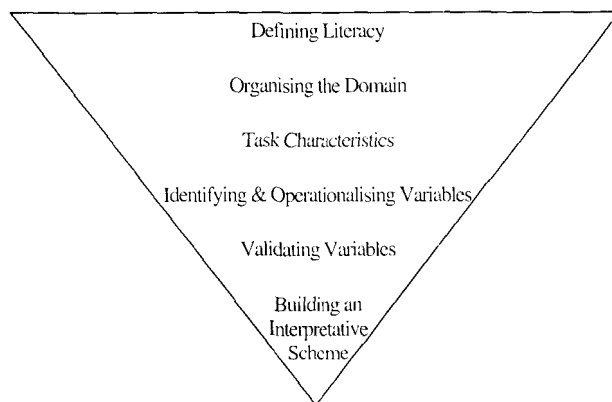 Defining Literacy
Organising the Domain
Task Characteristics
Identifying & Operationalising Variables
Validating Variables
Building an
Interpretative
Scheme